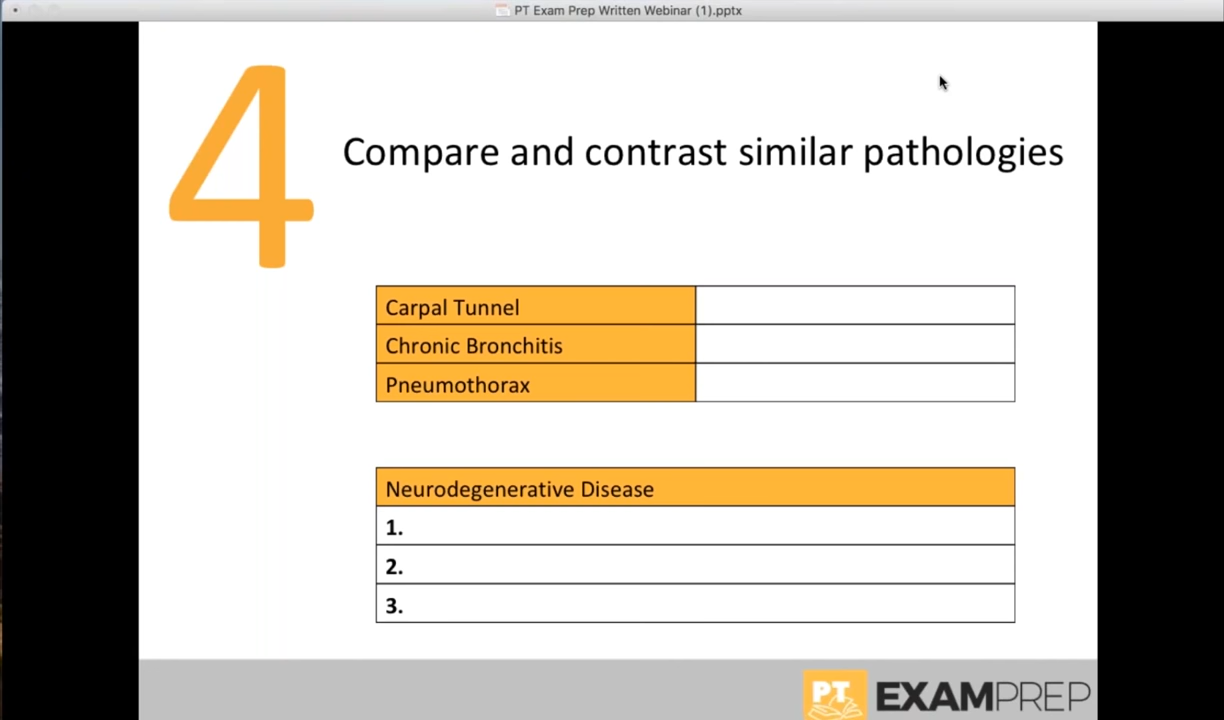 PT Exam Prep Written Webinar (1).pptx
4
Compare and contrast similar pathologies
Carpal Tunnel
Chronic Bronchitis
Pneumothorax
Neurodegenerative Disease
1.
2.
3.
PT EXAMPREP